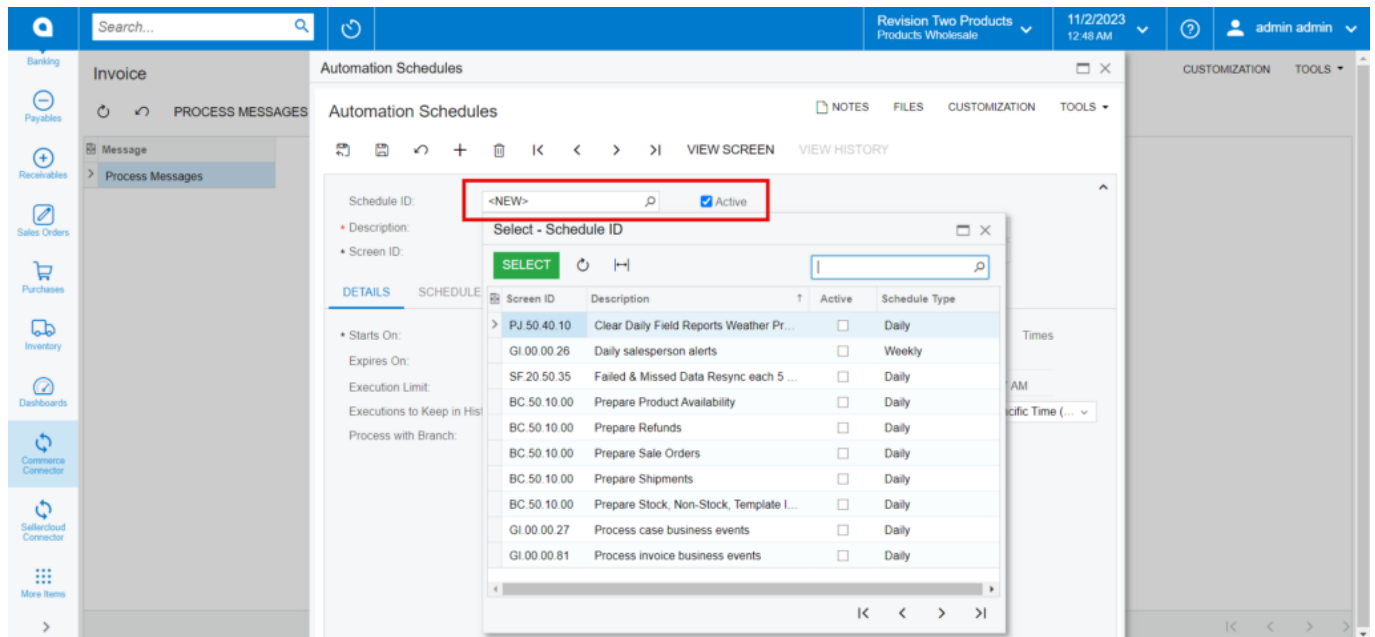 Search...
Revision Two Products
Products Wholesale
11/2/2023
12:48 AM
?
admin admin
Banking
Payables
Receivables
Sales Orders
Purchases
Inventory
Dashboards
Commerce
Connector
Sellercloud
Connector
More Items
Invoice
CUSTOMIZATION TOOLS
PROCESS MESSAGES
Message
Process Messages
Automation Schedules
Automation Schedules
NOTES FILES CUSTOMIZATION TOOLS
VIEW SCREEN VIEW HISTORY
Schedule ID: <NEW> Active
* Description:
* Screen ID:
DETAILS SCHEDULE
* Starts On:
Expires On:
Execution Limit:
Executions to Keep in Hist
Process with Branch:
Times
AM
cific Time (...
Select - Schedule ID
SELECT
Screen ID Description Active Schedule Type
PJ.50.40.10 Clear Daily Field Reports Weather Pr... Daily
GI.00.00.26 Daily salesperson alerts Weekly
SF.20.50.35 Failed & Missed Data Resync each 5 ... Daily
BC.50.10.00 Prepare Product Availability Daily
BC.50.10.00 Prepare Refunds Daily
BC.50.10.00 Prepare Sale Orders Daily
BC.50.10.00 Prepare Shipments Daily
BC.50.10.00 Prepare Stock, Non-Stock, Template I... Daily
GI.00.00.27 Process case business events Daily
GI.00.00.81 Process invoice business events Daily